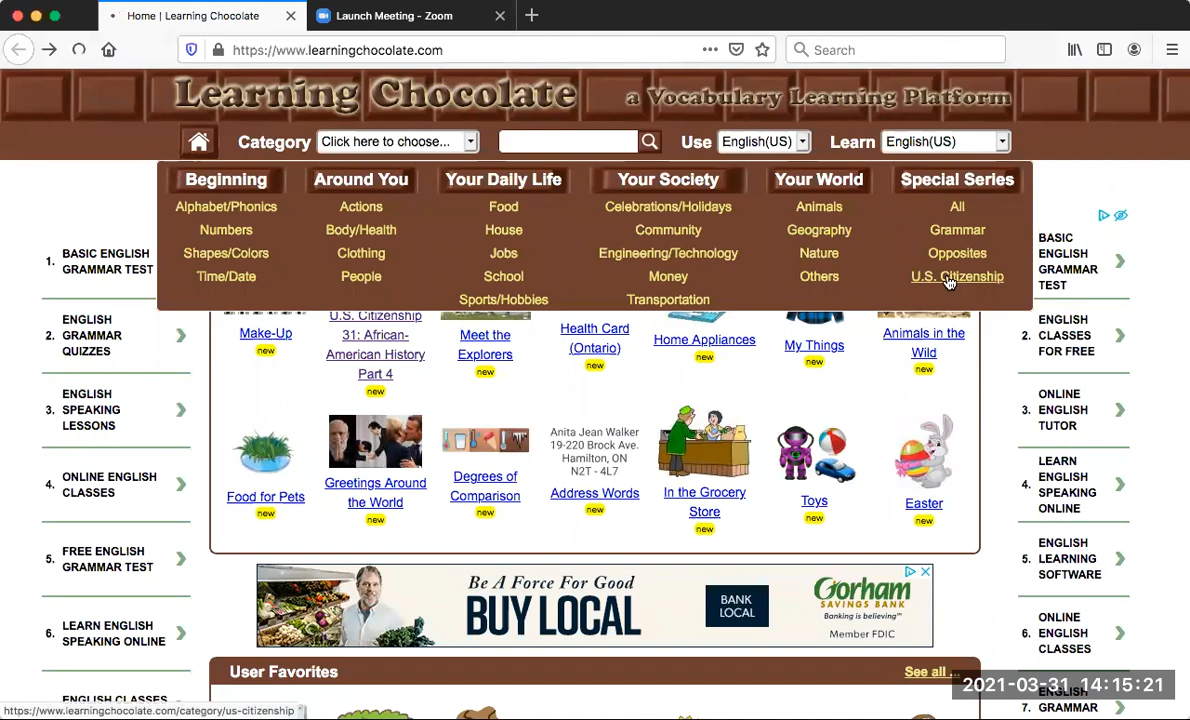 Home | Learning Chocolate
Launch Meeting - Zoom
https://www.learningchocolate.com
Search
Learning Chocolate
a Vocabulary Learning Platform
Category
Click here to choose...
Use
English(US)
Learn
English(US)
Beginning
Around You
Your Daily Life
Your Society
Your World
Special Series
Alphabet/Phonics
Actions
Food
Celebrations/Holidays
Animals
All
Numbers
Body/Health
House
Community
Geography
Grammar
Shapes/Colors
Clothing
Jobs
Engineering/Technology
Nature
Opposites
Time/Date
People
School
Money
Others
U.S. Citizenship
Sports/Hobbies
Transportation
1. BASIC ENGLISH
GRAMMAR TEST
2. ENGLISH
GRAMMAR
QUIZZES
3. ENGLISH
SPEAKING
LESSONS
4. ONLINE ENGLISH
CLASSES
5. FREE ENGLISH
GRAMMAR TEST
6. LEARN ENGLISH
SPEAKING ONLINE
ENGLISH CLASSES
Make-Up
new
U.S. Citizenship
31: African-
American History
Part 4
new
Meet the
Explorers
new
Health Card
(Ontario)
new
Home Appliances
new
My Things
new
Animals in the
Wild
new
Food for Pets
new
Greetings Around
the World
new
Degrees of
Comparison
new
Anita Jean Walker
19-220 Brock Ave.
Hamilton, ON
N2T - 4L7
Address Words
new
In the Grocery
Store
new
Toys
new
Easter
new
1. BASIC
ENGLISH
GRAMMAR
TEST
2. ENGLISH
CLASSES
FOR FREE
3. ONLINE
ENGLISH
TUTOR
4. LEARN
ENGLISH
SPEAKING
ONLINE
5. ENGLISH
LEARNING
SOFTWARE
6. ONLINE
ENGLISH
CLASSES
7. ENGLISH
GRAMMAR
Be A Force For Good
BUY LOCAL
BANK
LOCAL
Gorham
SAVINGS BANK
Banking is believing™
Member FDIC
User Favorites
See all ...
2021-03-31 14:15:21
https://www.learningchocolate.com/category/us-citizenship